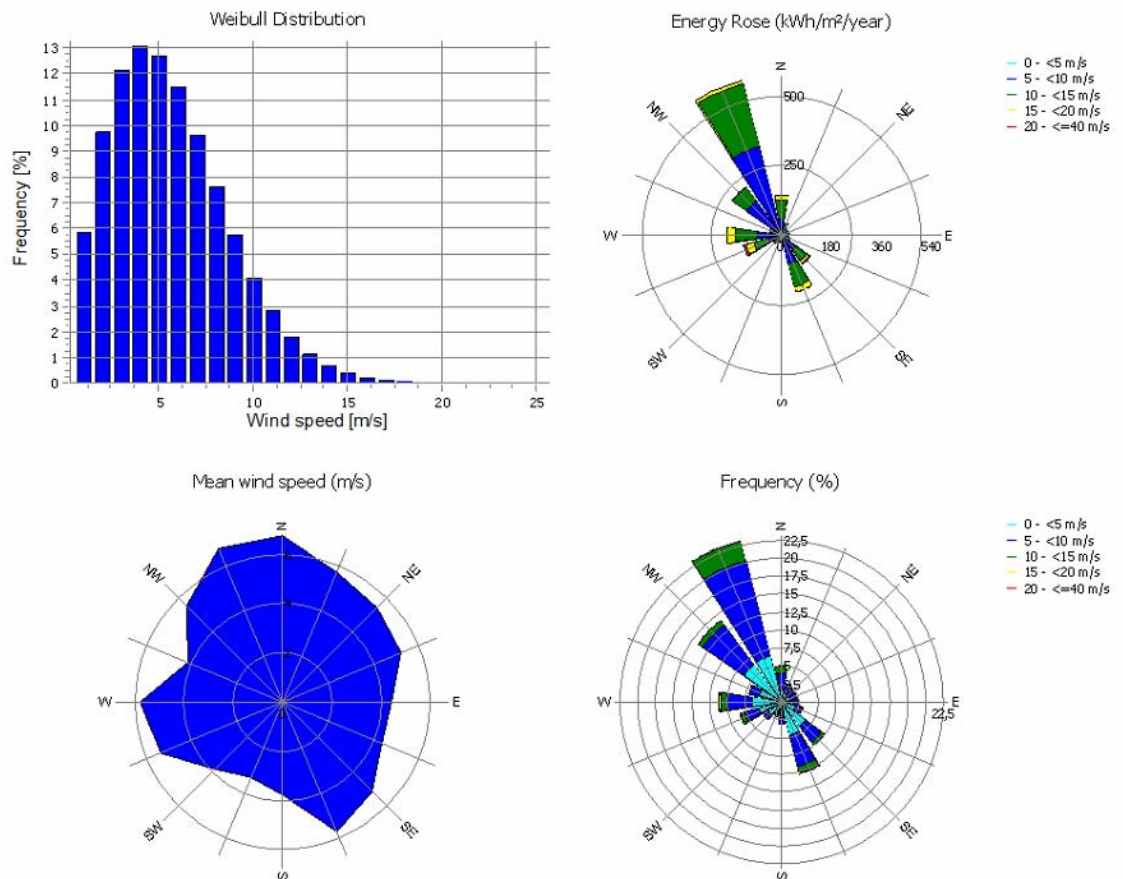 Weibull Distribution
13
12
11
10
9
8
7
6
5
4
3
2
1
0
Frequency [%]
5
10
15
20
25
Wind speed [m/s]
Energy Rose (kWh/m²/year)
N
NE
E
SE
S
SW
W
NW
500
250
0
180
360
540
0 - <5 m/s
5 - <10 m/s
10 - <15 m/s
15 - <20 m/s
20 - <=40 m/s
Mean wind speed (m/s)
N
NE
E
SE
S
SW
W
NW
0
Frequency (%)
N
NE
E
SE
S
SW
W
NW
22,5
20
17,5
15
12,5
10
7,5
5
22,5
0 - <5 m/s
5 - <10 m/s
10 - <15 m/s
15 - <20 m/s
20 - <=40 m/s